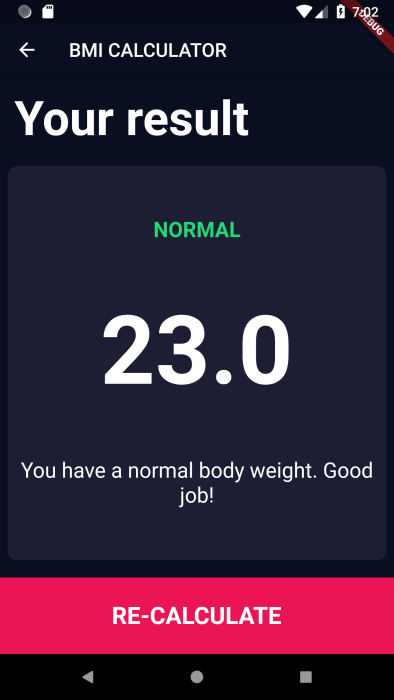 7:02
DEBUG
BMI CALCULATOR
Your result
NORMAL
23.0
You have a normal body weight. Good
job!
RE-CALCULATE